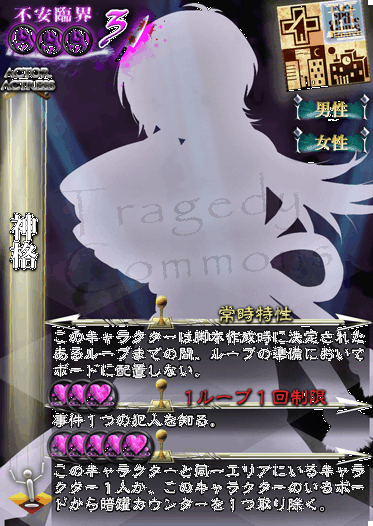 不安臨界
3
ACTOR &
ACTRESS
男性
女性
神格
Tragedy
Commons
常時特性
このキャラクターは脚本作成時に決定された
あるループまでの間、ループの準備において
ボードに配置しない。
1ループ1回制限
事件1つの犯人を知る。
このキャラクターと同一エリアにいるキャラ
クター1人か、このキャラクターのいるボー
ドから暗躍カウンターを1つ取り除く。